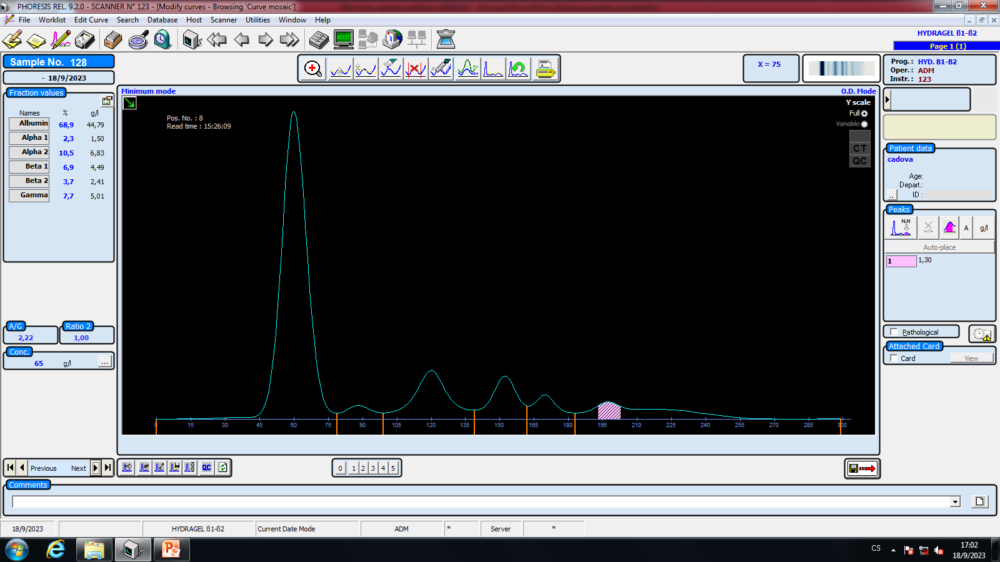 PHORESIS REL. 9.2.0 - SCANNER N° 123 - [Modify curves - Browsing 'Curve mosaic']
File Worklist Edit Curve Search Database Host Scanner Utilities Window Help
HOST
HYDRAGEL ß1-ß2
Page 1 (1)
Sample No. 128
- 18/9/2023
X = 75
Prog.: HYD. B1-B2
Oper.: ADM
Instr.: 123
Fraction values
Names % g/l
Albumin 68,9 44,79
Alpha 1 2,3 1,50
Alpha 2 10,5 6,83
Beta 1 6,9 4,49
Beta 2 3,7 2,41
Gamma 7,7 5,01
A/G
2,22
Ratio 2
1,00
Conc.
65 g/l ...
Minimum mode
O.D. Mode
Pos. No. : 8
Read time : 15:26:09
Y scale
Full
Variable
CT
QC
0 15 30 45 60 75 90 105 120 135 150 165 180 195 210 225 240 255 270 285 300
Patient data
cadova
Age:
Depart.:
.. ID :
Peaks
N.N A g/l
Auto-place
1 1,30
Pathological
Attached Card
Card View
Previous Next
QC
0 1 2 3 4 5
Comments
18/9/2023 HYDRAGEL ß1-ß2 Current Date Mode ADM * Server *
CS
17:02
18/9/2023